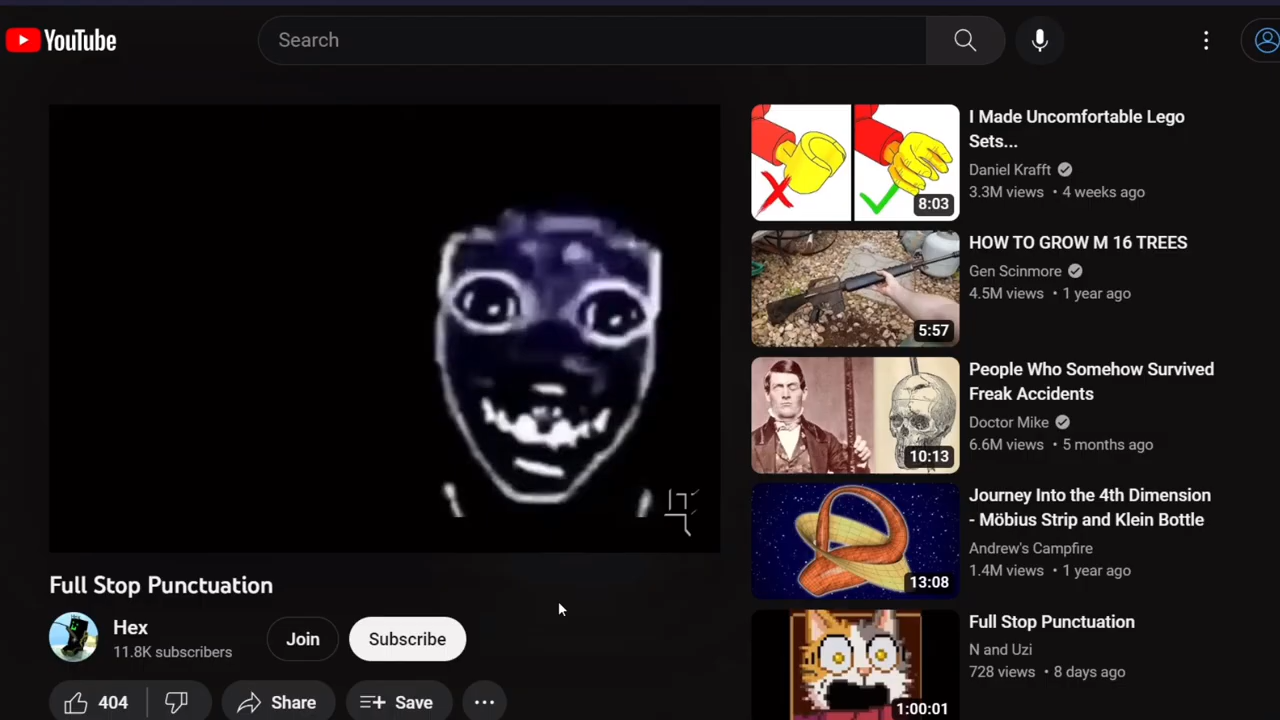 YouTube
Search
Full Stop Punctuation
Hex
11.8K subscribers
Join
Subscribe
404
Share
Save
I Made Uncomfortable Lego
Sets...
Daniel Krafft
3.3M views • 4 weeks ago
8:03
HOW TO GROW M 16 TREES
Gen Scinmore
4.5M views • 1 year ago
5:57
People Who Somehow Survived
Freak Accidents
Doctor Mike
6.6M views • 5 months ago
10:13
Journey Into the 4th Dimension
- Möbius Strip and Klein Bottle
Andrew's Campfire
1.4M views • 1 year ago
13:08
Full Stop Punctuation
N and Uzi
728 views • 8 days ago
1:00:01